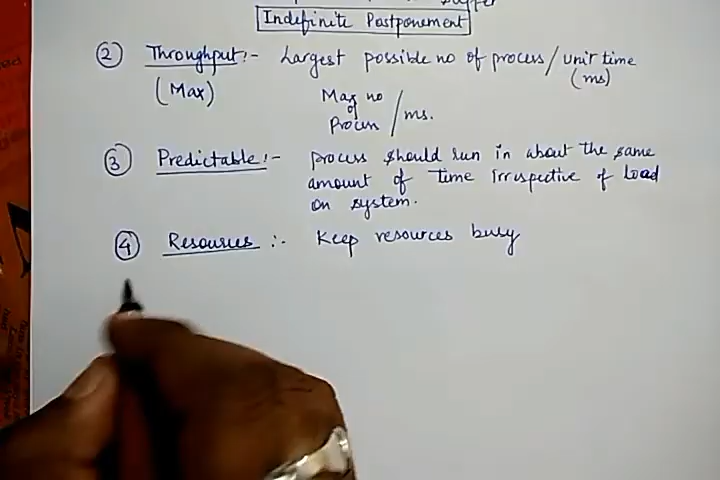 Indefinite Postponement
② Throughput :- Largest possible no of process / unit time
(Max) (ms)
Max no of Process / ms.
③ Predictable :- process should run in about the same
amount of time irrespective of load
on system.
④ Resources :- Keep resources busy